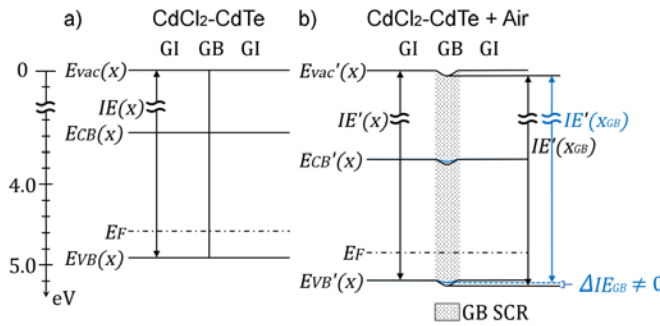 a) CdCl2-CdTe
GI GB GI
0
Evac(x)
IE(x)
ECB(x)
4.0
EF
EVB(x)
5.0
eV
b) CdCl2-CdTe + Air
GI GB GI
Evac'(x)
IE'(x)
IE'(xGB)
IE'(xGB)
ECB'(x)
EF
EVB'(x)
ΔIEGB ≠ 0
GB SCR